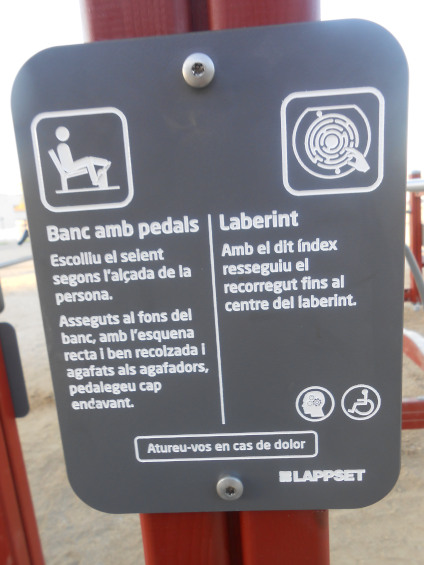 Banc amb pedals
Escolliu el seient
segons l'alçada de la
persona.
Asseguts al fons del
banc, amb l'esquena
recta i ben recolzada i
agafats als agafadors,
pedalegeu cap
endavant.
Laberint
Amb el dit índex
resseguiu el
recorregut fins al
centre del laberint.
Atureu-vos en cas de dolor
LAPPSET